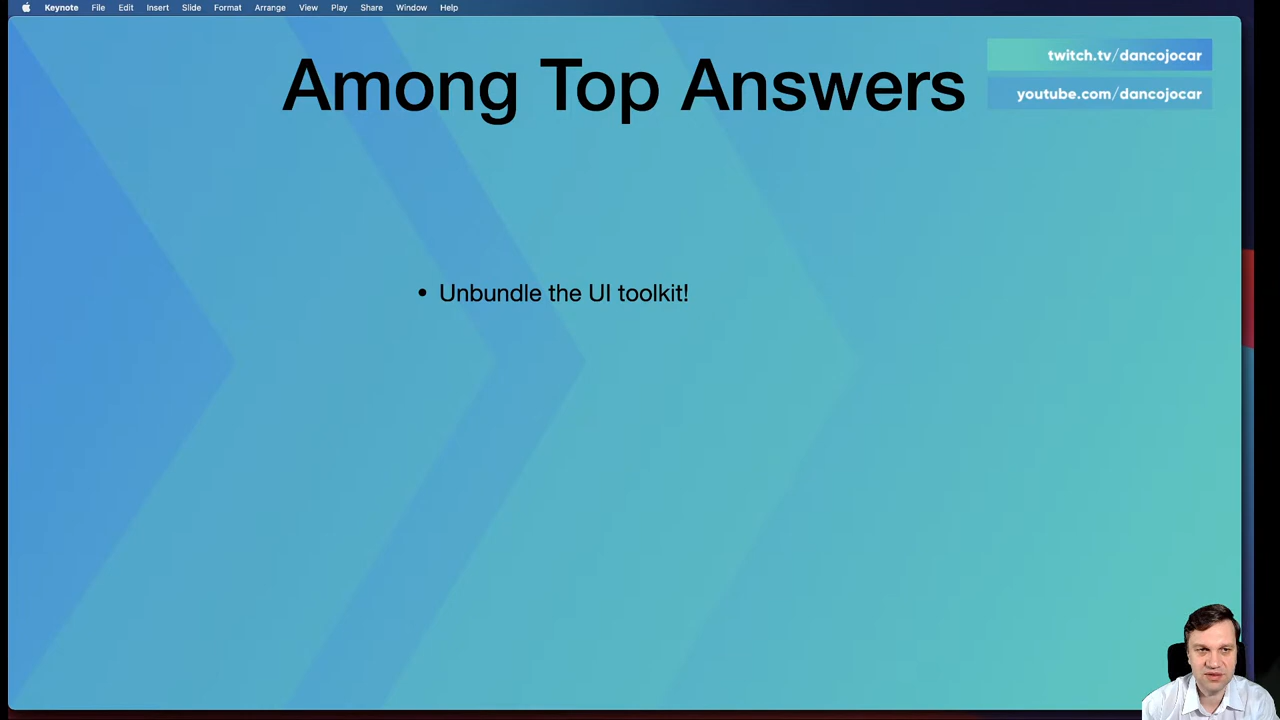 Keynote File Edit Insert Slide Format Arrange View Play Share Window Help
Among Top Answers
twitch.tv/dancojocar
youtube.com/dancojocar
• Unbundle the UI toolkit!